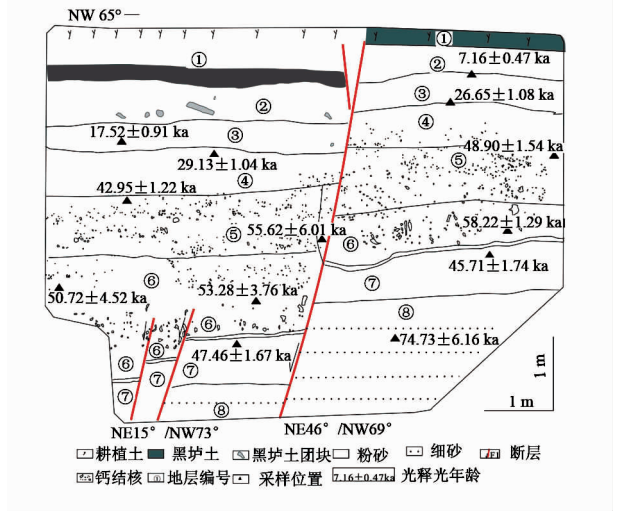 NW 65°
①
①
7.16±0.47 ka
②
②
26.65±1.08 ka
③
④
17.52±0.91 ka
③
48.90±1.54 ka
29.13±1.04 ka
⑤
④
42.95±1.22 ka
58.22±1.29 ka
55.62±6.01 ka
⑤
⑥
45.71±1.74 ka
⑥
⑦
50.72±4.52 ka
53.28±3.76 ka
⑧
⑥
74.73±6.16 ka
⑥
47.46±1.67 ka
⑥
⑦
⑦
⑦
⑧
1 m
1 m
NE15° /NW73°
NE46° /NW69°
耕植土 黑垆土 黑垆土团块 粉砂 细砂 F1 断层
钙结核 ① 地层编号 采样位置 7.16±0.47ka 光释光年龄